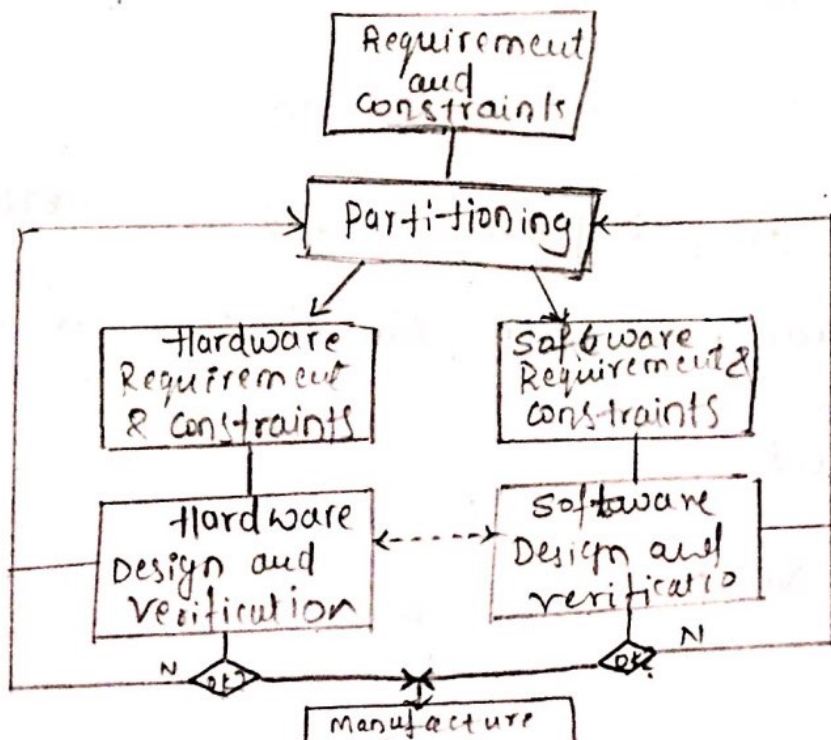 Requirement
and
constraints
Partitioning
Hardware
Requirement
& constraints
Software
Requirement &
constraints
Hardware
Design and
verification
Software
Design and
verificatio
N
ok?
ok?
N
Manufacture